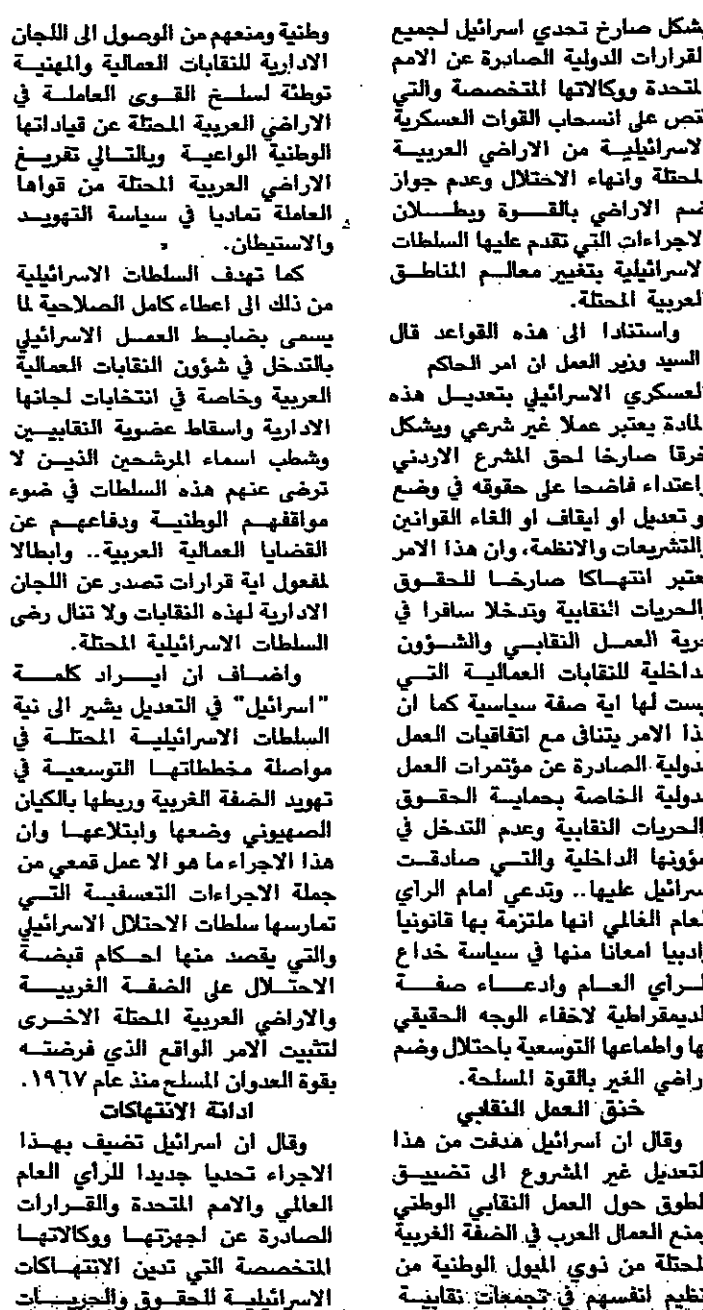 يشكل صارخ تحدي اسرائيل لجميع
القرارات الدولية الصادرة عن الامم
المتحدة ووكالاتها المتخصصة والتي
تنص على انسحاب القوات العسكرية
الاسرائيليـة من الاراضي العربيـة
المحتلة وانهاء الاحتلال وعدم جواز
ضم الاراضي بالقـــوة وبطـــلان
الاجراءات التي تقدم عليها السلطات
الاسرائيلية بتغيير معالـم المناطـق
العربية المحتلة.
واستنادا الى هذه القواعد قال
السيد وزير العمل ان امر الحاكم
العسكري الاسرائيلي بتعديـل هذه
المادة يعتبر عملا غير شرعي ويشكل
خرقا صارخا لحق المشرع الاردني
واعتداء فاضحا على حقوقه في وضع
او تعديل او ايقاف او الغاء القوانين
والتشريعات والانظمة، وان هذا الامر
يعتبر انتهـاكا صارخـا للحقـوق
والحريات النقابية وتدخلا سافرا في
حرية العمـل النقابـي والشـؤون
الداخلية للنقابات العماليـة التـي
ليست لها اية صفة سياسية كما ان
هذا الامر يتنافى مع اتفاقيات العمل
الدولية الصادرة عن مؤتمرات العمل
الدولية الخاصة بحمايـة الحقـوق
والحريات النقابية وعدم التدخل في
شؤونها الداخلية والتـي صادقـت
اسرائيل عليها.. وتدعي امام الراي
العام العالمي انها ملتزمة بها قانونيا
وادبيا امعانا منها في سياسة خداع
الـراي العـام وادعـاء صفـة
الديمقراطية لاخفاء الوجه الحقيقي
لها واطماعها التوسعية باحتلال وضم
اراضي الغير بالقوة المسلحة.
خنق العمل النقابي
وقال ان اسرائيل هدفت من هذا
التعديل غير المشروع الى تضييـق
الطوق حول العمل النقابي الوطني
بمنع العمال العرب في الضفة الغربية
المحتلة من ذوي الميول الوطنية من
تنظيم انفسهم في تجمعات نقابيـة
وطنية ومنعهم من الوصول الى اللجان
الادارية للنقابات العمالية والمهنيـة
توطئة لسلـخ القـوى العاملـة في
الاراضي العربية المحتلة عن قياداتها
الوطنية الواعيـة وبالتـالي تفريـغ
الاراضي العربية المحتلة من قواها
العاملة تماديا في سياسة التهويـد
والاستيطان.
كما تهدف السلطات الاسرائيلية
من ذلك الى اعطاء كامل الصلاحية لما
يسمى بضابـط العمـل الاسرائيلي
بالتدخل في شؤون النقابات العمالية
العربية وخاصة في انتخابات لجانها
الادارية واسقاط عضوية النقابيـين
وشطب اسماء المرشحين الذيـن لا
ترضى عنهم هذه السلطات في ضوء
مواقفهـم الوطنيـة ودفاعهـم عن
القضايا العمالية العربية.. وابطالا
لمفعول اية قرارات تصدر عن اللجان
الادارية لهذه النقابات ولا تنال رضى
السلطات الاسرائيلية المحتلة.
واضـاف ان ايـراد كلمـة
"اسرائيل" في التعديل يشير الى نية
السلطات الاسرائيليـة المحتلـة في
مواصلة مخططاتهـا التوسعيـة في
تهويد الضفة الغربية وربطها بالكيان
الصهيوني وضمها وابتلاعهـا وان
هذا الاجراء ما هو الا عمل قمعي من
جملة الاجراءات التعسفيـة التـي
تمارسها سلطات الاحتلال الاسرائيلي
والتي يقصد منها احـكام قبضـة
الاحتـلال على الضفـة الغربيـة
والاراضي العربية المحتلة الاخـرى
لتثبيت الامر الواقع الذي فرضتـه
بقوة العدوان المسلح منذ عام ١٩٦٧.
ادانة الانتهاكات
وقال ان اسرائيل تضيف بهـذا
الاجراء تحديا جديدا للراي العام
العالمي والامم المتحدة والقـرارات
الصادرة عن اجهزتهـا ووكالاتهـا
المتخصصة التي تدين الانتهـاكات
الاسرائيليـة للحقـوق والحريـات